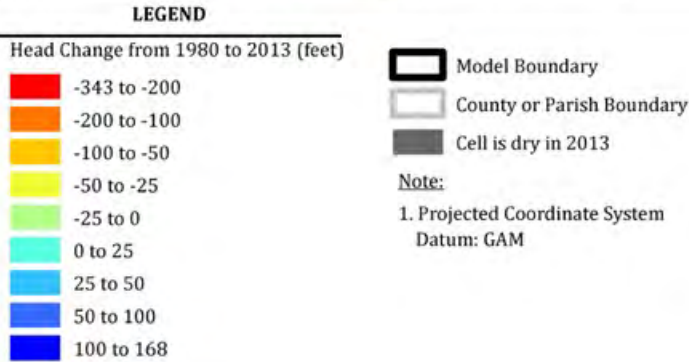 LEGEND
Head Change from 1980 to 2013 (feet)
-343 to -200
-200 to -100
-100 to -50
-50 to -25
-25 to 0
0 to 25
25 to 50
50 to 100
100 to 168
Model Boundary
County or Parish Boundary
Cell is dry in 2013
Note:
1. Projected Coordinate System
Datum: GAM